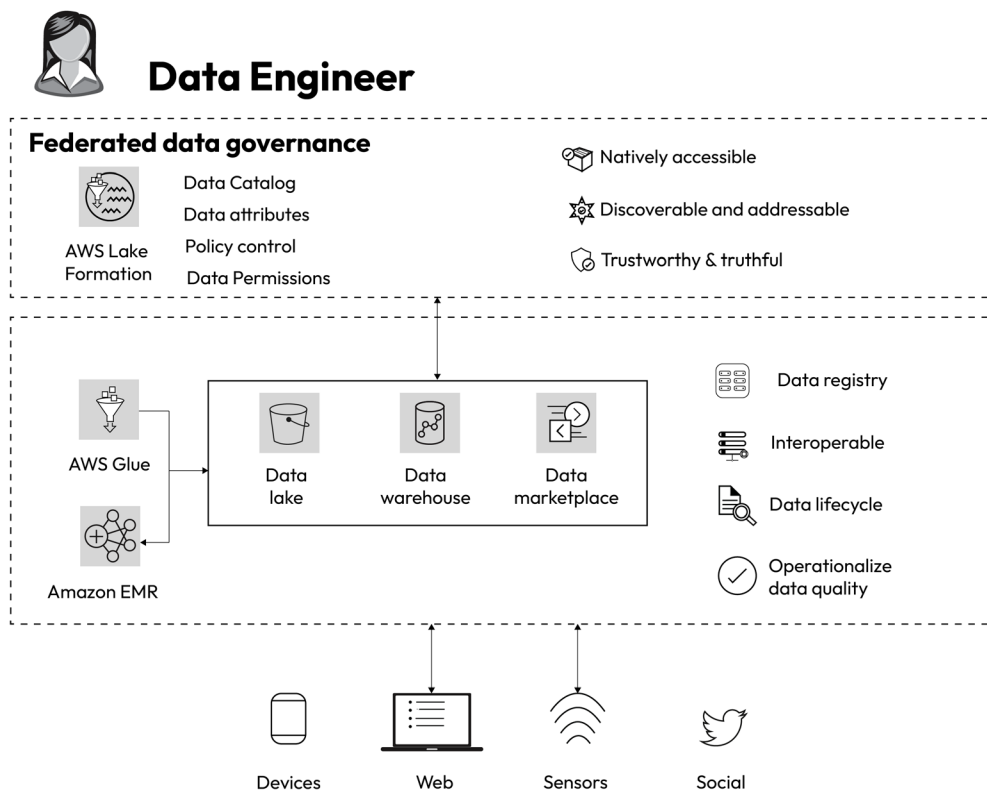 Data Engineer
Federated data governance
AWS Lake
Formation
Data Catalog
Data attributes
Policy control
Data Permissions
Natively accessible
Discoverable and addressable
Trustworthy & truthful
AWS Glue
Amazon EMR
Data
lake
Data
warehouse
Data
marketplace
Data registry
Interoperable
Data lifecycle
Operationalize
data quality
Devices
Web
Sensors
Social